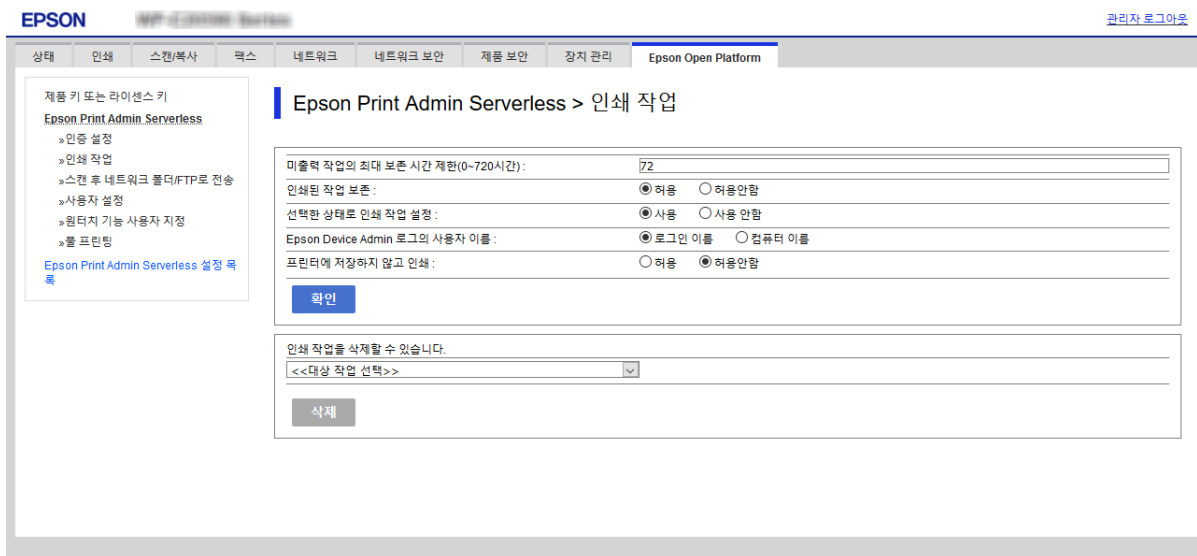 EPSON
관리자 로그아웃
상태 인쇄 스캔/복사 팩스 네트워크 네트워크 보안 제품 보안 장치 관리 Epson Open Platform
제품 키 또는 라이센스 키
Epson Print Admin Serverless
»인증 설정
»인쇄 작업
»스캔 후 네트워크 폴더/FTP로 전송
»사용자 설정
»원터치 기능 사용자 지정
»풀 프린팅
Epson Print Admin Serverless 설정 목
록
Epson Print Admin Serverless > 인쇄 작업
미출력 작업의 최대 보존 시간 제한(0~720시간) : 72
인쇄된 작업 보존 : 허용 허용안함
선택한 상태로 인쇄 작업 설정 : 사용 사용 안함
Epson Device Admin 로그의 사용자 이름 : 로그인 이름 컴퓨터 이름
프린터에 저장하지 않고 인쇄 : 허용 허용안함
확인
인쇄 작업을 삭제할 수 있습니다.
<<대상 작업 선택>>
삭제